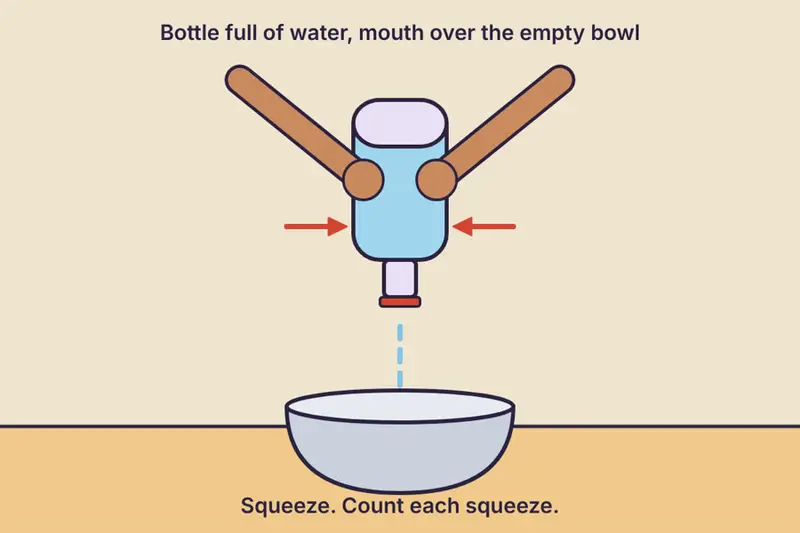 Bottle full of water, mouth over the empty bowl
Squeeze. Count each squeeze.